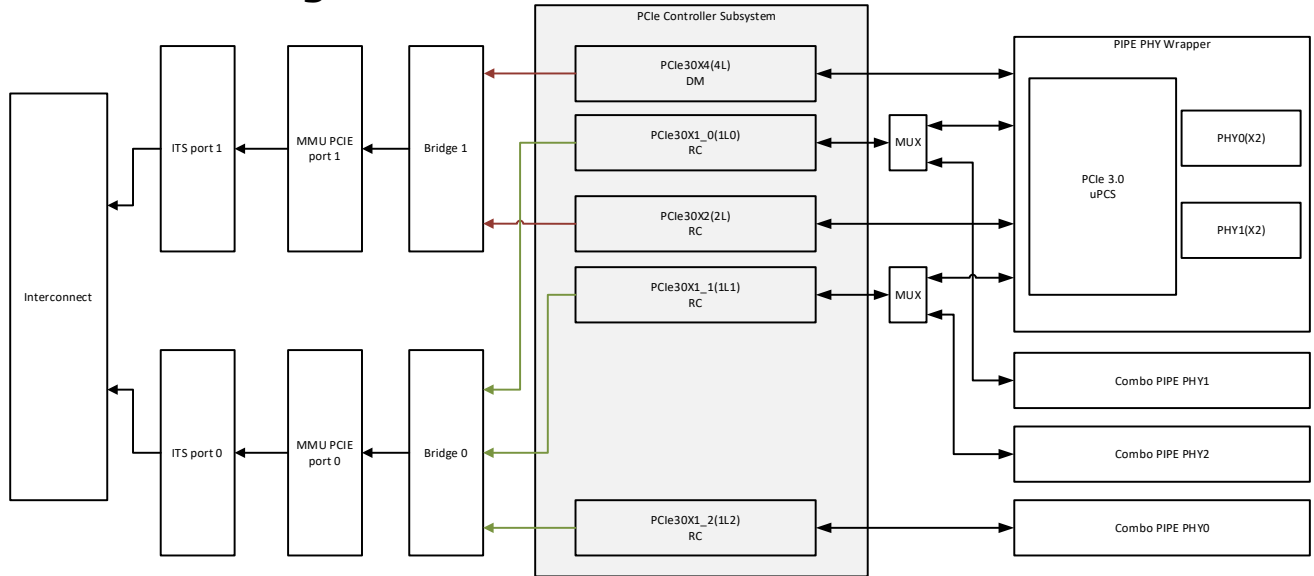 PCIe Controller Subsystem
PCIe30X4(4L)
DM
PIPE PHY Wrapper
PCIe30X1_0(1L0)
RC
MUX
PHY0(X2)
ITS port 1
MMU PCIE
port 1
Bridge 1
PCIe 3.0
uPCS
PCIe30X2(2L)
RC
PHY1(X2)
Interconnect
PCIe30X1_1(1L1)
RC
MUX
Combo PIPE PHY1
ITS port 0
MMU PCIE
port 0
Bridge 0
Combo PIPE PHY2
PCIe30X1_2(1L2)
RC
Combo PIPE PHY0